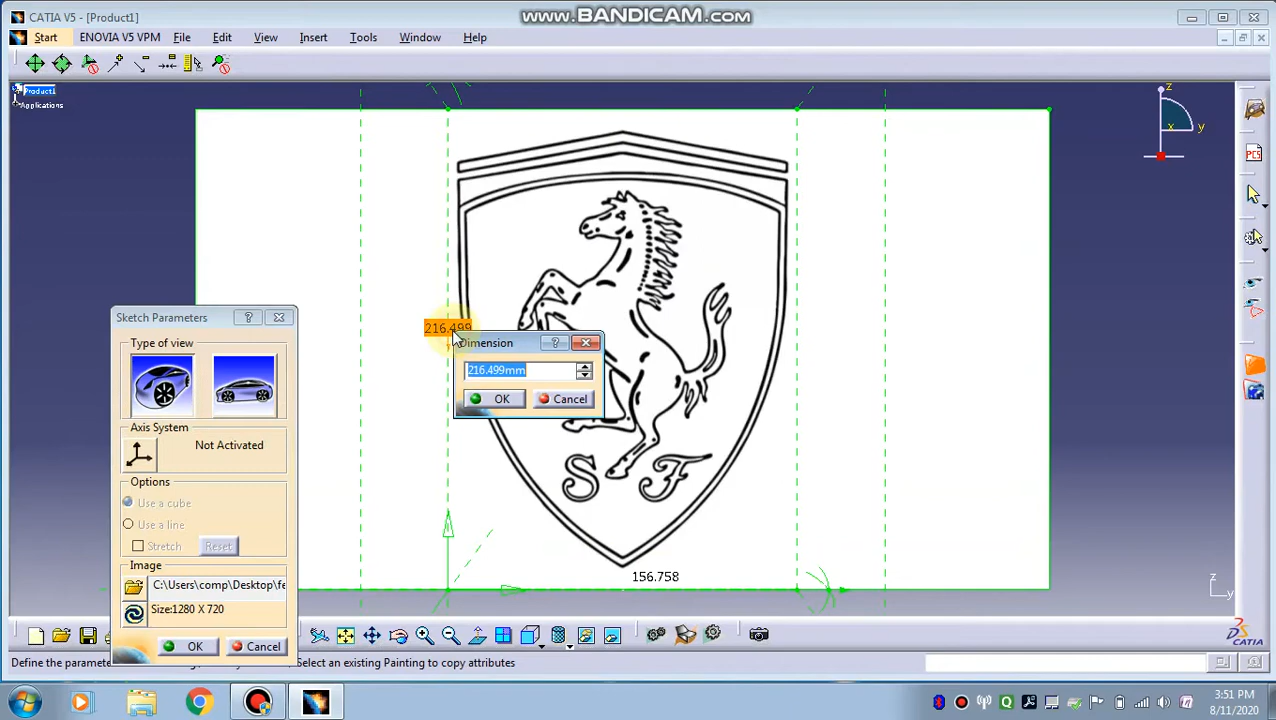 CATIA V5 - [Product1]
www.BANDICAM.com
Start ENOVIA V5 VPM File Edit View Insert Tools Window Help
Product1
Applications
z
x
y
216.499
Sketch Parameters
Type of view
Axis System
Not Activated
Options
Use a cube
Use a line
Stretch Reset
Image
C:\Users\comp\Desktop\fe
Size:1280 X 720
OK Cancel
Dimension
216.499mm
OK Cancel
S F
156.758
PCS
z
y
CATIA
Select an existing Painting to copy attributes
Define the parame
3:51 PM
8/11/2020